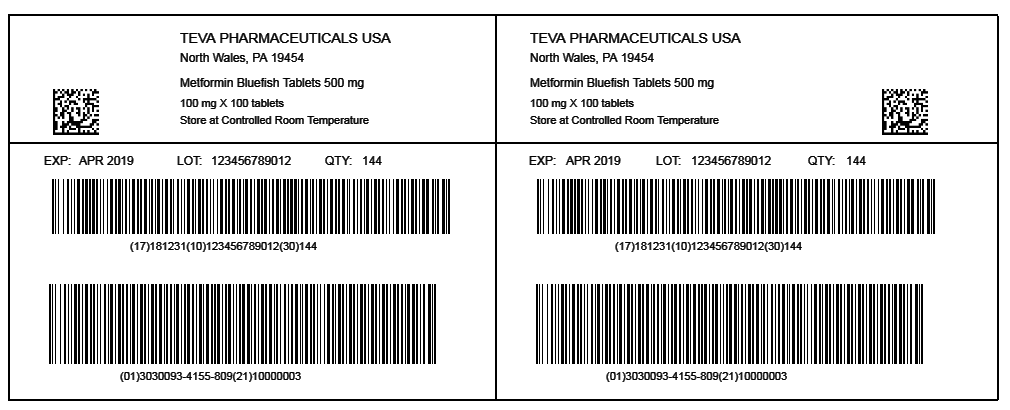 TEVA PHARMACEUTICALS USA
North Wales, PA 19454
Metformin Bluefish Tablets 500 mg
100 mg X 100 tablets
Store at Controlled Room Temperature
EXP: APR 2019 LOT: 123456789012 QTY: 144
(17)181231(10)123456789012(30)144
(01)3030093-4155-809(21)10000003
TEVA PHARMACEUTICALS USA
North Wales, PA 19454
Metformin Bluefish Tablets 500 mg
100 mg X 100 tablets
Store at Controlled Room Temperature
EXP: APR 2019 LOT: 123456789012 QTY: 144
(17)181231(10)123456789012(30)144
(01)3030093-4155-809(21)10000003